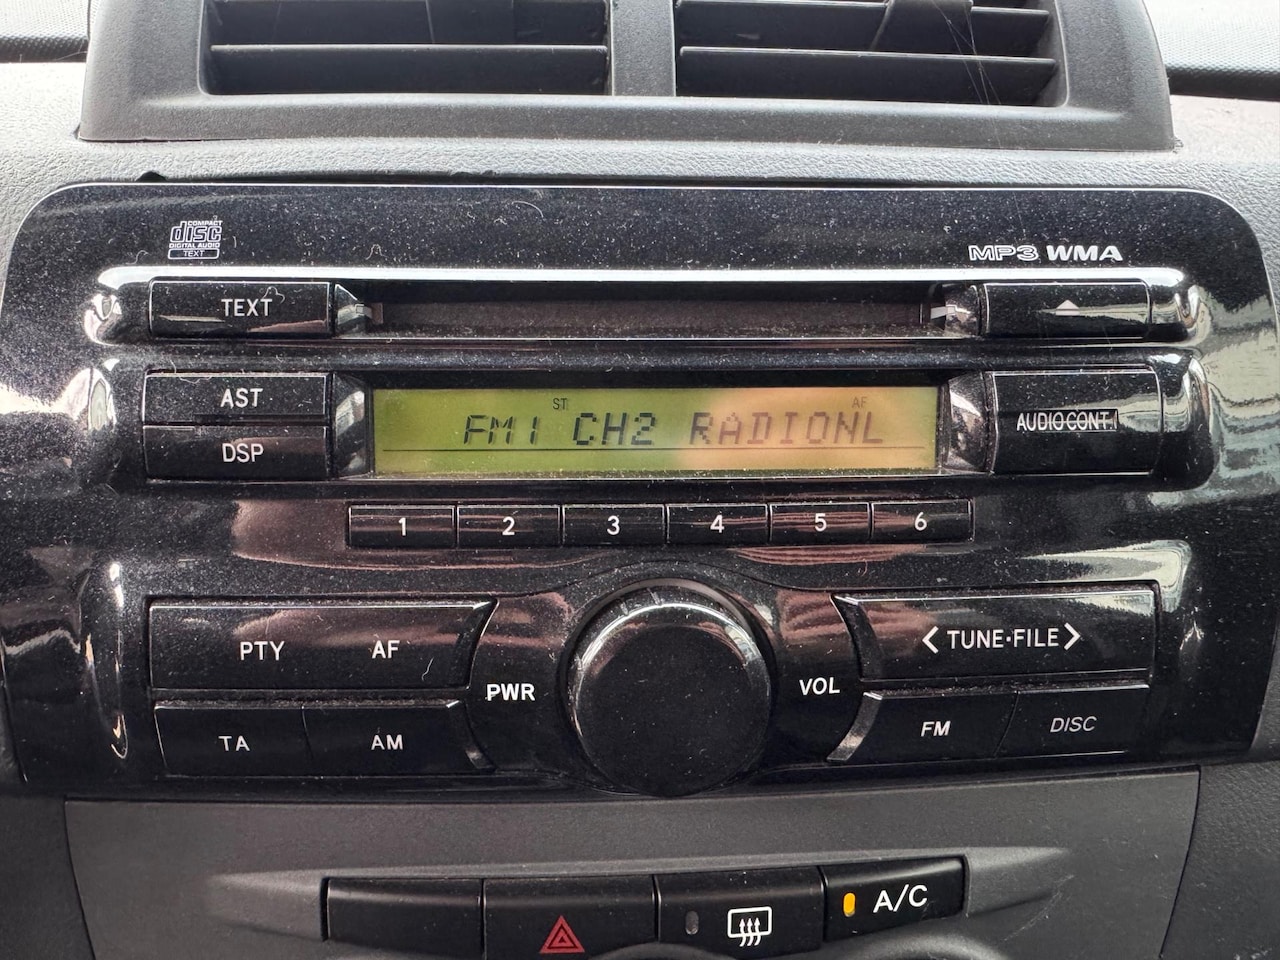 COMPACT
disc
DIGITAL AUDIO
TEXT
MP3 WMA
TEXT
AST
DSP
ST
AF
FM1 CH2 RADIONL
AUDIO CONT.
1 2 3 4 5 6
PTY AF
PWR
VOL
<TUNE·FILE>
TA
AM
FM
DISC
A/C